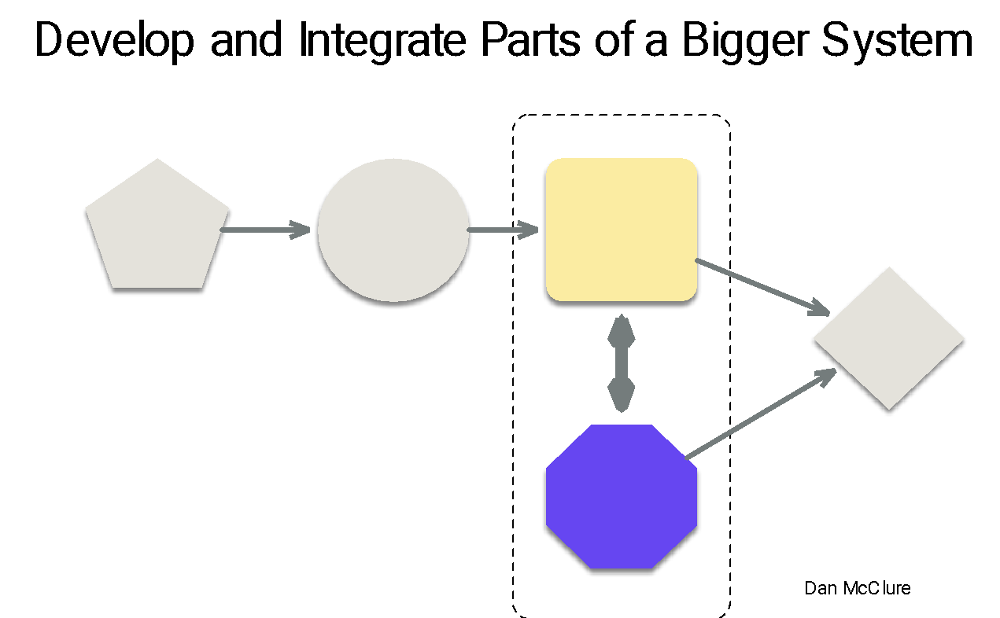 Develop and Integrate Parts of a Bigger System
Dan McClure